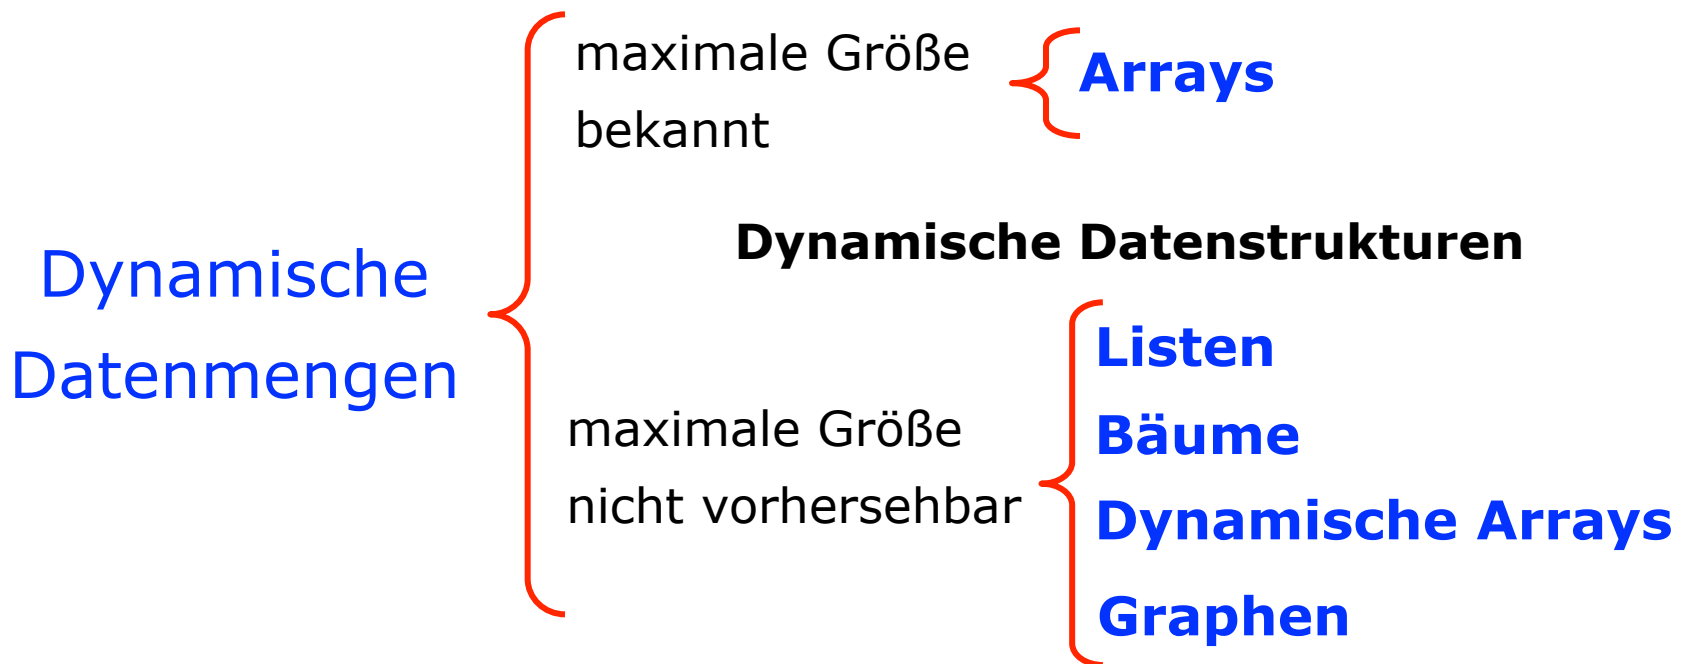 maximale Größe
bekannt
Arrays
Dynamische Datenstrukturen
Dynamische
Datenmengen
maximale Größe
nicht vorhersehbar
Listen
Bäume
Dynamische Arrays
Graphen